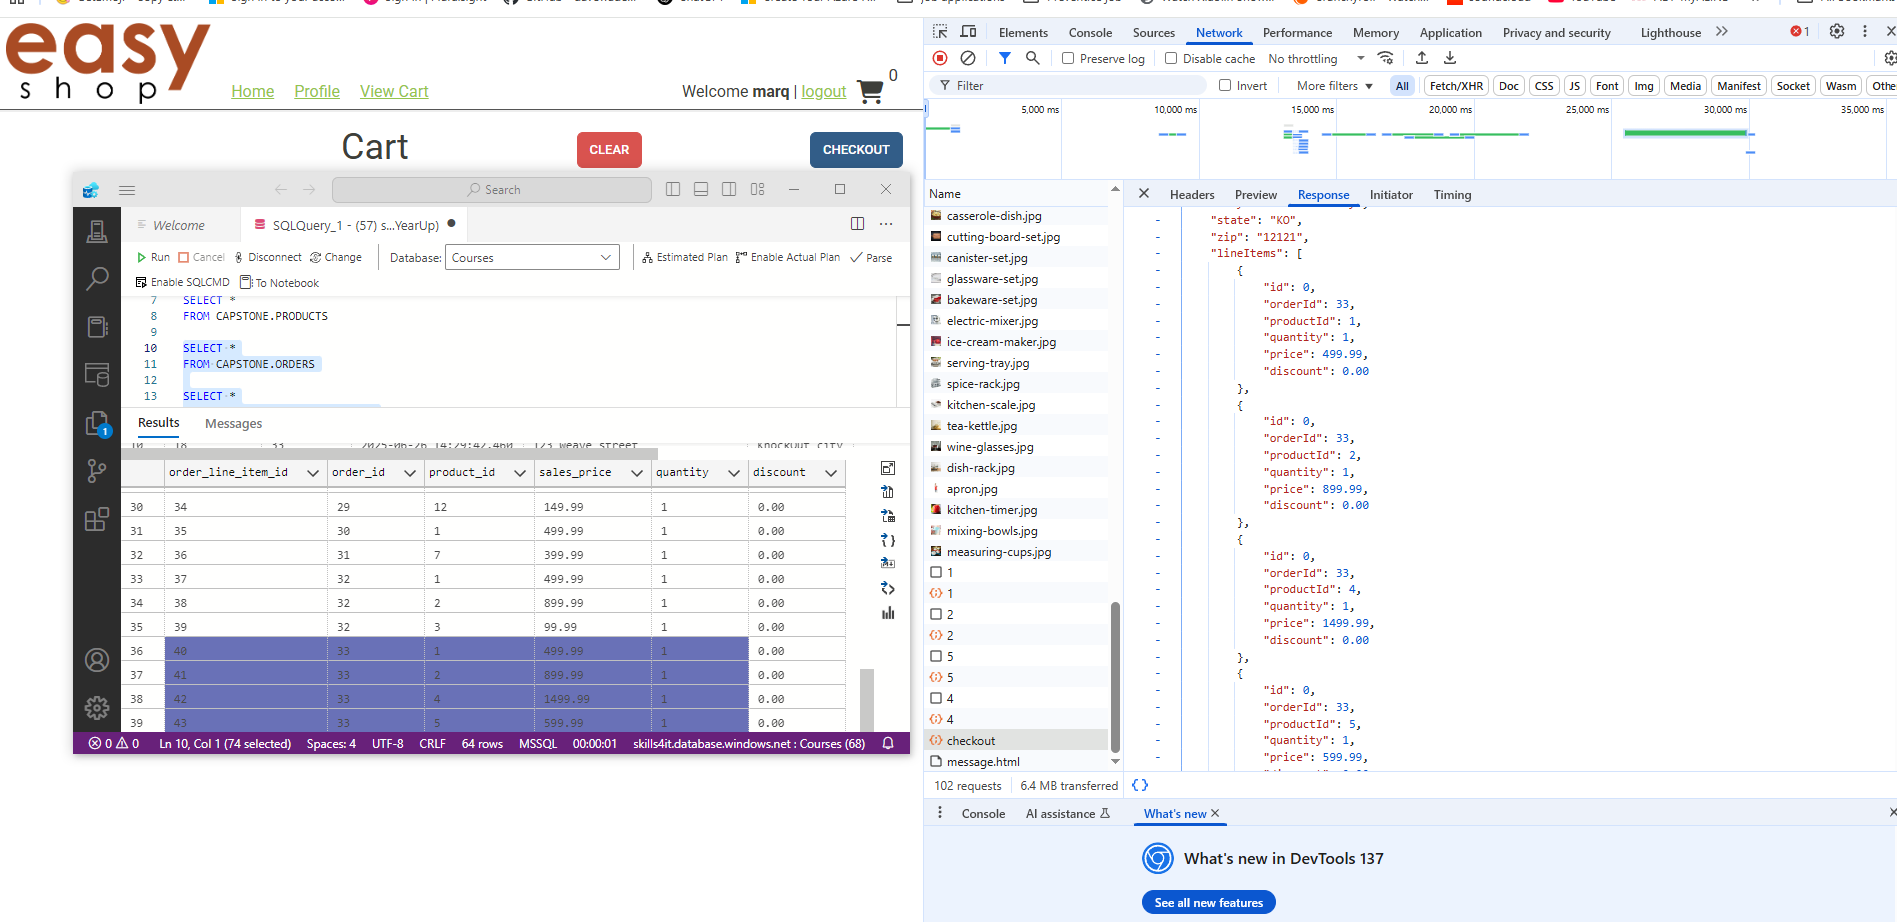 easy
shop
Home Profile View Cart
Welcome marq | logout
0
Cart
CLEAR
CHECKOUT
Search
Welcome
SQLQuery_1 - (57) s...YearUp)
Run Cancel Disconnect Change Database: Courses Estimated Plan Enable Actual Plan Parse
Enable SQLCMD To Notebook
7 SELECT *
8 FROM CAPSTONE.PRODUCTS
9
10 SELECT *
11 FROM CAPSTONE.ORDERS
12
13 SELECT *
Results Messages
order_line_item_id order_id product_id sales_price quantity discount
30 34 29 12 149.99 1 0.00
31 35 30 1 499.99 1 0.00
32 36 31 7 399.99 1 0.00
33 37 32 1 499.99 1 0.00
34 38 32 2 899.99 1 0.00
35 39 32 3 99.99 1 0.00
36 40 33 1 499.99 1 0.00
37 41 33 2 899.99 1 0.00
38 42 33 4 1499.99 1 0.00
39 43 33 5 599.99 1 0.00
1
0 0 Ln 10, Col 1 (74 selected) Spaces: 4 UTF-8 CRLF 64 rows MSSQL 00:00:01 skills4it.database.windows.net : Courses (68)
Elements Console Sources Network Performance Memory Application Privacy and security Lighthouse 1
Preserve log Disable cache No throttling
Filter Invert More filters All Fetch/XHR Doc CSS JS Font Img Media Manifest Socket Wasm
5,000 ms 10,000 ms 15,000 ms 20,000 ms 25,000 ms 30,000 ms 35,000 ms
Name
casserole-dish.jpg
cutting-board-set.jpg
canister-set.jpg
glassware-set.jpg
bakeware-set.jpg
electric-mixer.jpg
ice-cream-maker.jpg
serving-tray.jpg
spice-rack.jpg
kitchen-scale.jpg
tea-kettle.jpg
wine-glasses.jpg
dish-rack.jpg
apron.jpg
kitchen-timer.jpg
mixing-bowls.jpg
measuring-cups.jpg
1
1
2
2
5
5
4
4
checkout
message.html
102 requests 6.4 MB transferred
Headers Preview Response Initiator Timing
"state": "KO",
"zip": "12121",
"lineItems": [
{
"id": 0,
"orderId": 33,
"productId": 1,
"quantity": 1,
"price": 499.99,
"discount": 0.00
},
{
"id": 0,
"orderId": 33,
"productId": 2,
"quantity": 1,
"price": 899.99,
"discount": 0.00
},
{
"id": 0,
"orderId": 33,
"productId": 4,
"quantity": 1,
"price": 1499.99,
"discount": 0.00
},
{
"id": 0,
"orderId": 33,
"productId": 5,
"quantity": 1,
"price": 599.99,
{}
Console AI assistance What's new
What's new in DevTools 137
See all new features